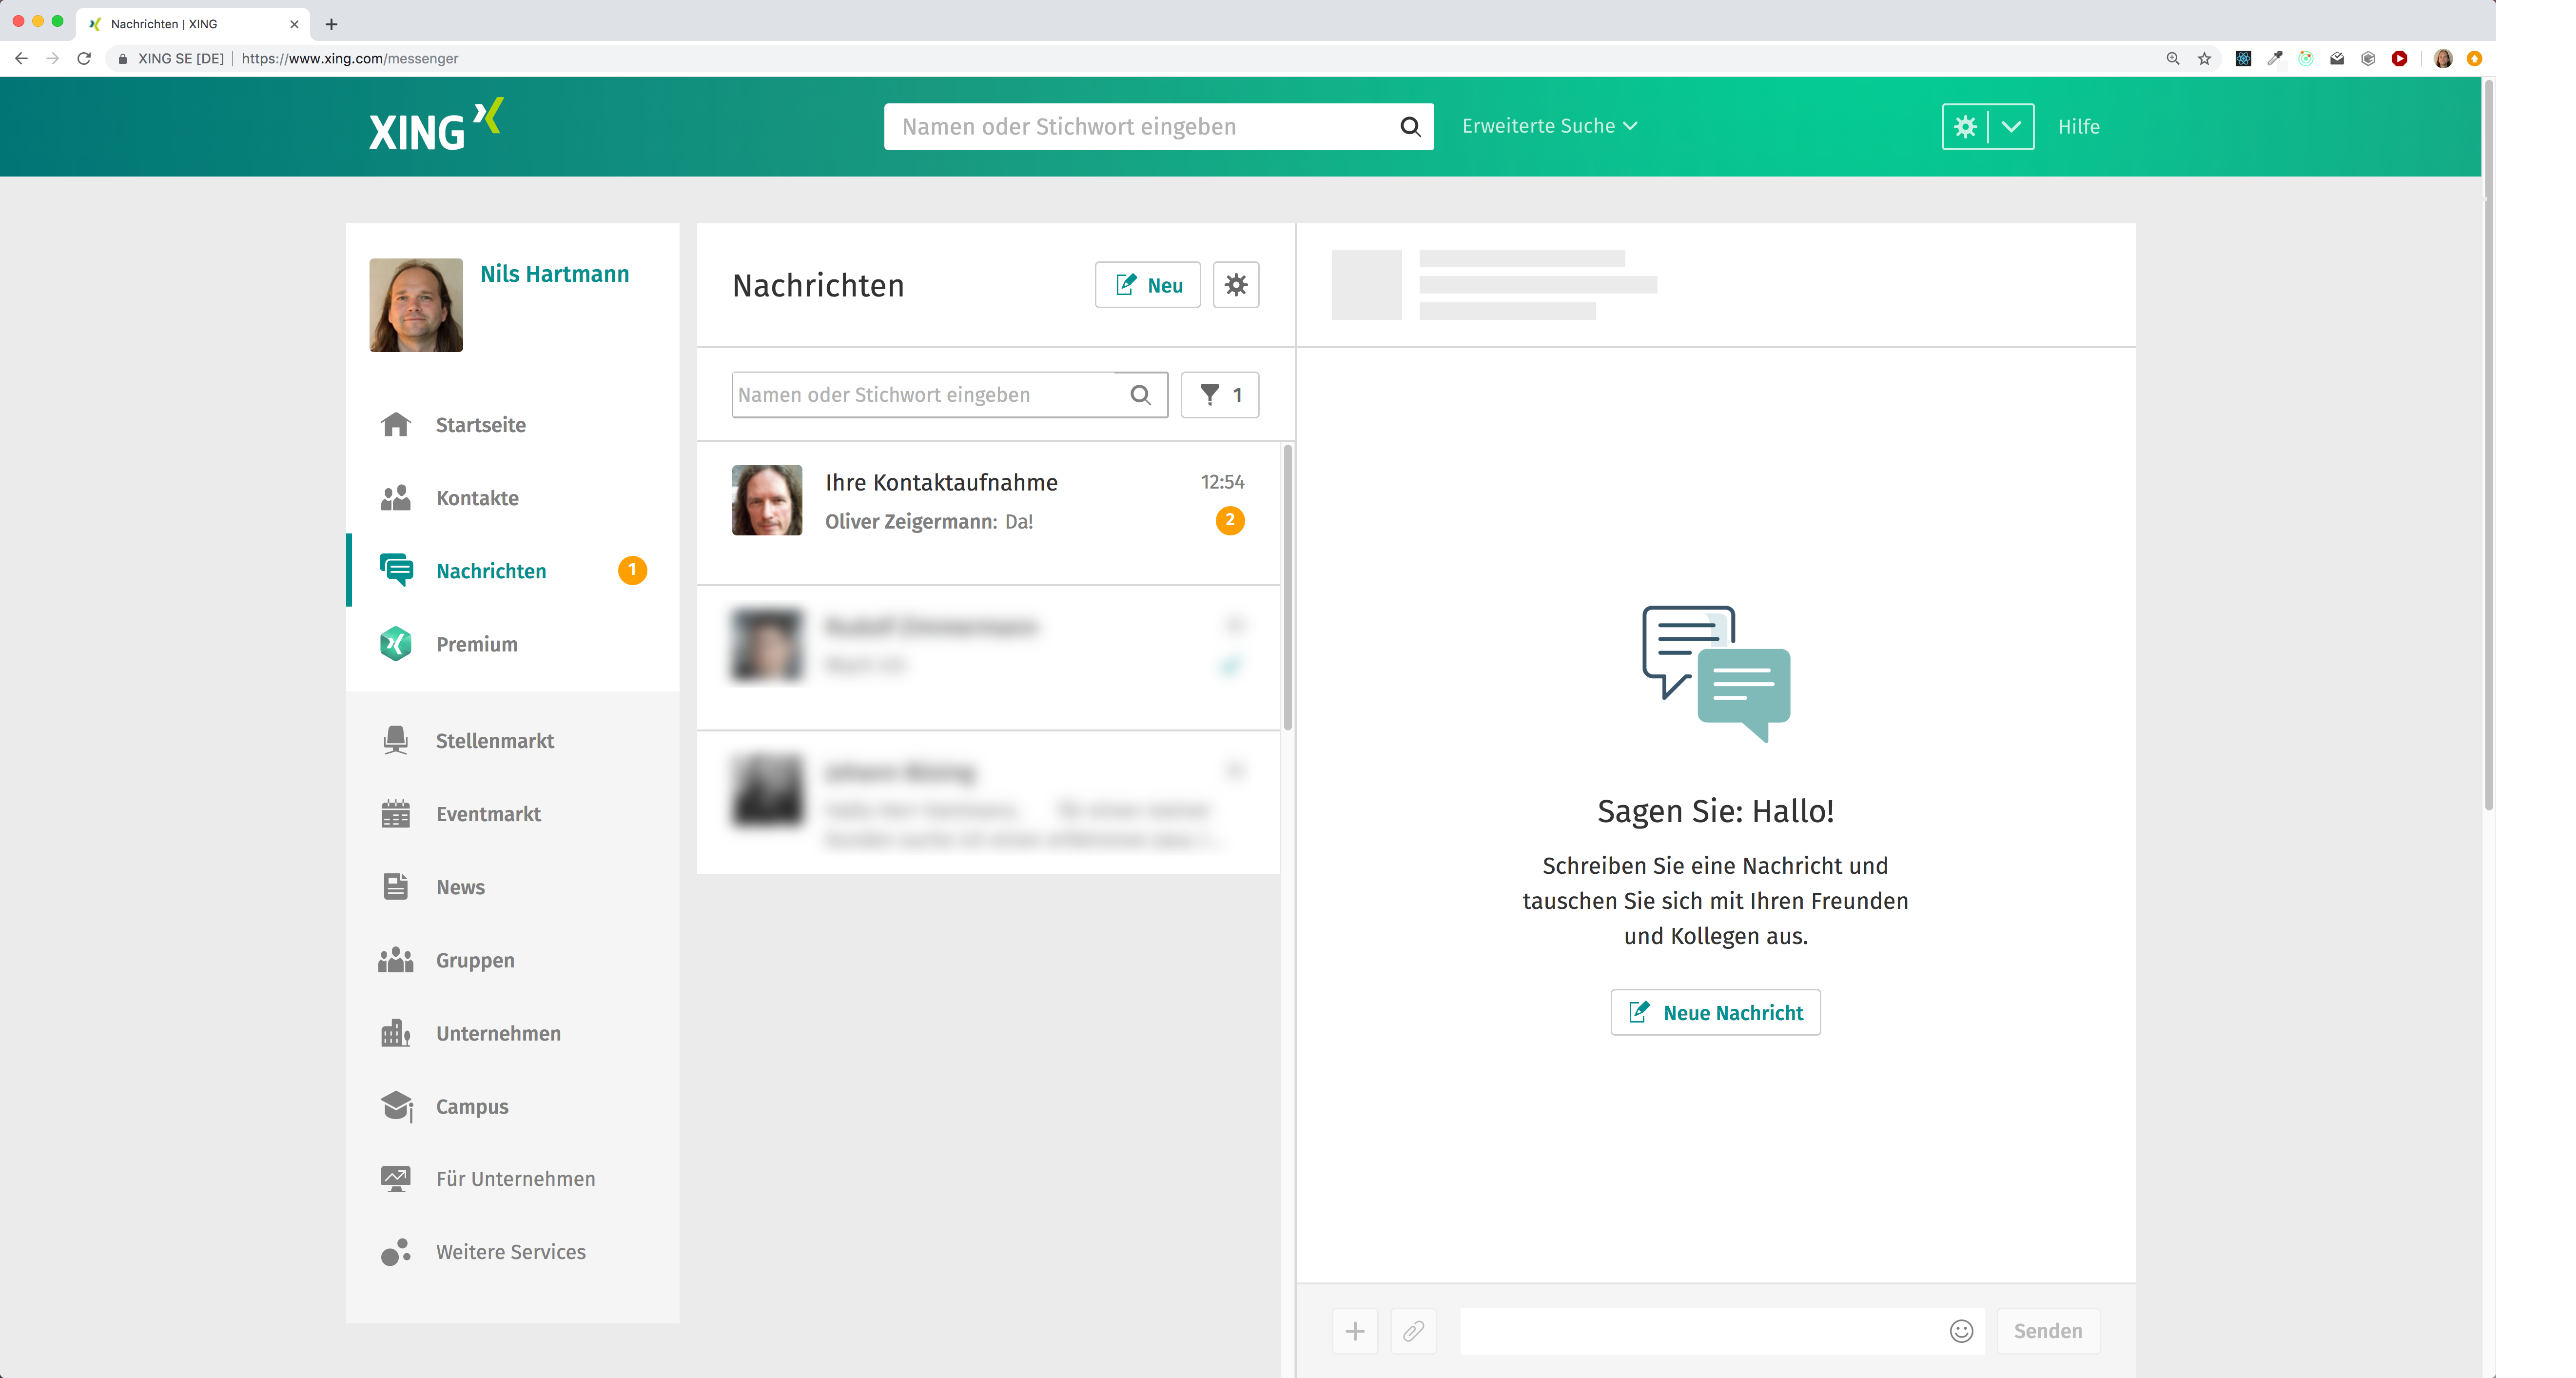 Nachrichten | XING
XING SE [DE] | https://www.xing.com/messenger
XING
Namen oder Stichwort eingeben
Erweiterte Suche
Hilfe
Nils Hartmann
Startseite
Kontakte
Nachrichten 1
Premium
Stellenmarkt
Eventmarkt
News
Gruppen
Unternehmen
Campus
Für Unternehmen
Weitere Services
Nachrichten
Neu
Namen oder Stichwort eingeben
1
Ihre Kontaktaufnahme 12:54
Oliver Zeigermann: Da! 2
Sagen Sie: Hallo!
Schreiben Sie eine Nachricht und
tauschen Sie sich mit Ihren Freunden
und Kollegen aus.
Neue Nachricht
Senden